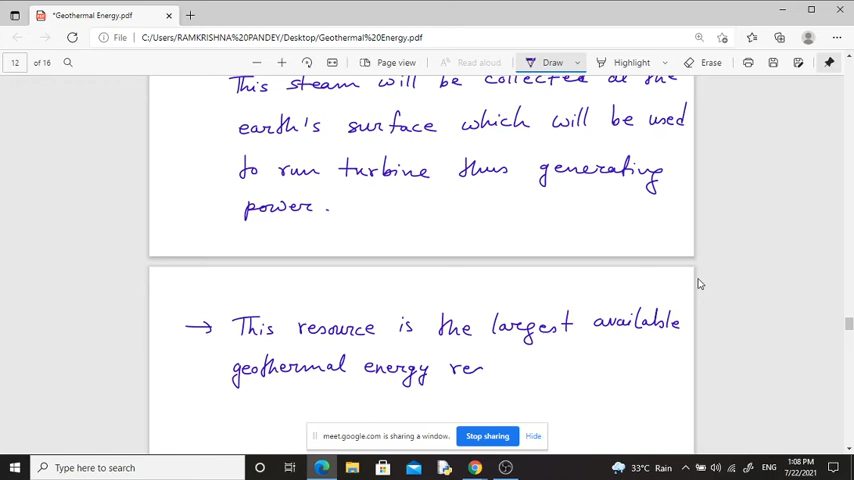 *Geothermal Energy.pdf
File
C:/Users/RAMKRISHNA%20PANDEY/Desktop/Geothermal%20Energy.pdf
12 of 16
Page view
Read aloud
Draw
Highlight
Erase
This steam will be collected at the
earth's surface which will be used
to run turbine thus generating
power.
→ This resource is the largest available
geothermal energy re
meet.google.com is sharing a window.
Stop sharing
Hide
Type here to search
33°C Rain
ENG
1:08 PM
7/22/2021